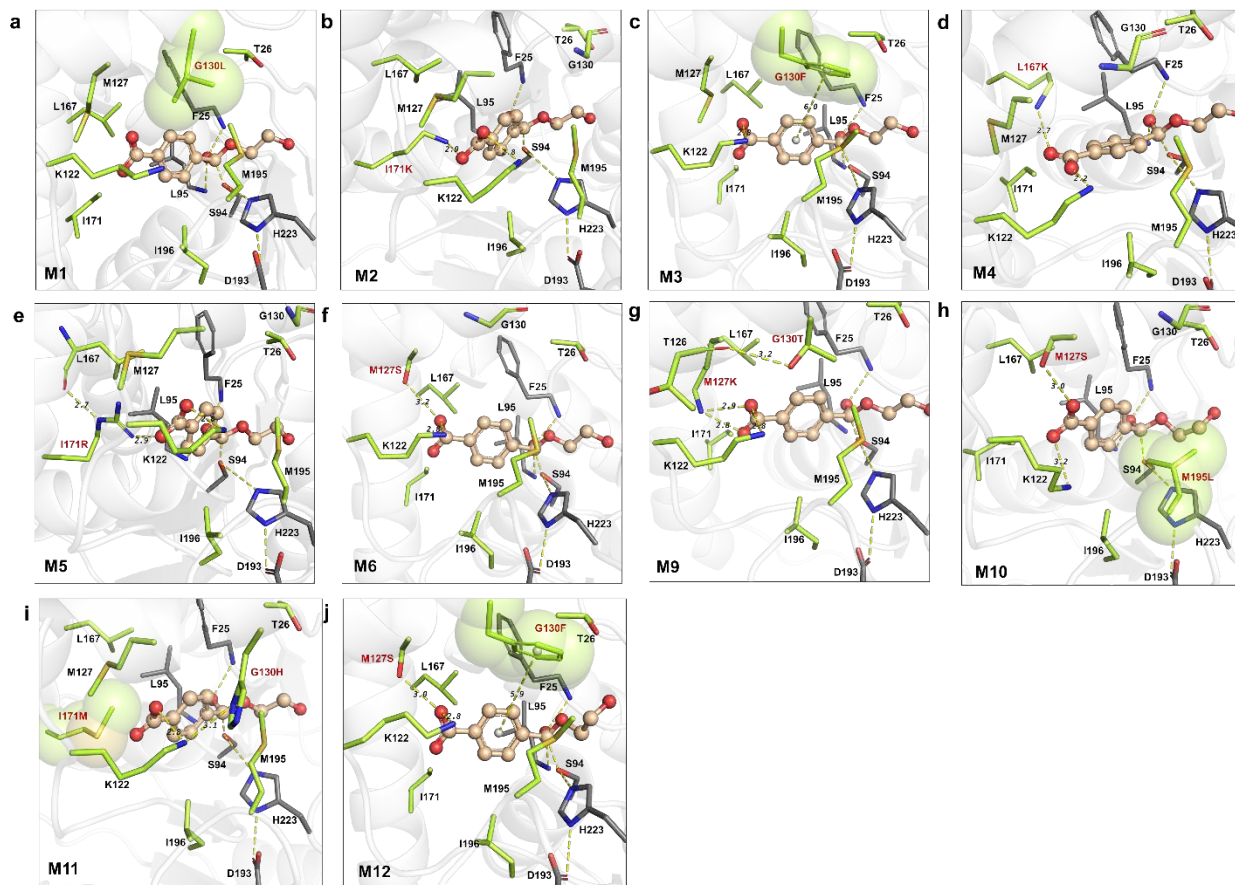 a
G130L
T26
L167
M127
F25
K122
L95
M195
I171
S94
H223
I196
D193
M1
b
T26
F25
G130
L167
M127
L95
2.9
2.8
S94
M195
I171K
K122
H223
I196
D193
M2
c
T26
M127
L167
G130F
F25
6.0
L95
2.8
K122
I171
S94
M195
H223
I196
D193
M3
d
G130
T26
L167K
F25
M127
L95
2.7
I171
2.2
S94
K122
M195
H223
I196
D193
M4
e
G130
T26
L167
M127
F25
2.7
L95
I171R
2.9
K122
S94
M195
H223
I196
D193
M5
f
G130
T26
M127S
L167
F25
3.2
L95
K122
2.8
I171
S94
M195
H223
I196
D193
M6
g
T26
L167
G130T
T126
3.2
F25
M127K
L95
2.9
I171
2.8
2.8
K122
S94
M195
H223
I196
D193
M9
h
G130
M127S
T26
L167
F25
3.0
L95
I171
K122
3.2
S94
M195L
H223
I196
D193
M10
i
T26
F25
L167
M127
L95
G130H
I171M
2.8
3.1
K122
S94
M195
H223
I196
D193
M11
j
G130F
T26
M127S
L167
F25
3.0
5.9
L95
2.8
K122
S94
I171
M195
H223
I196
D193
M12